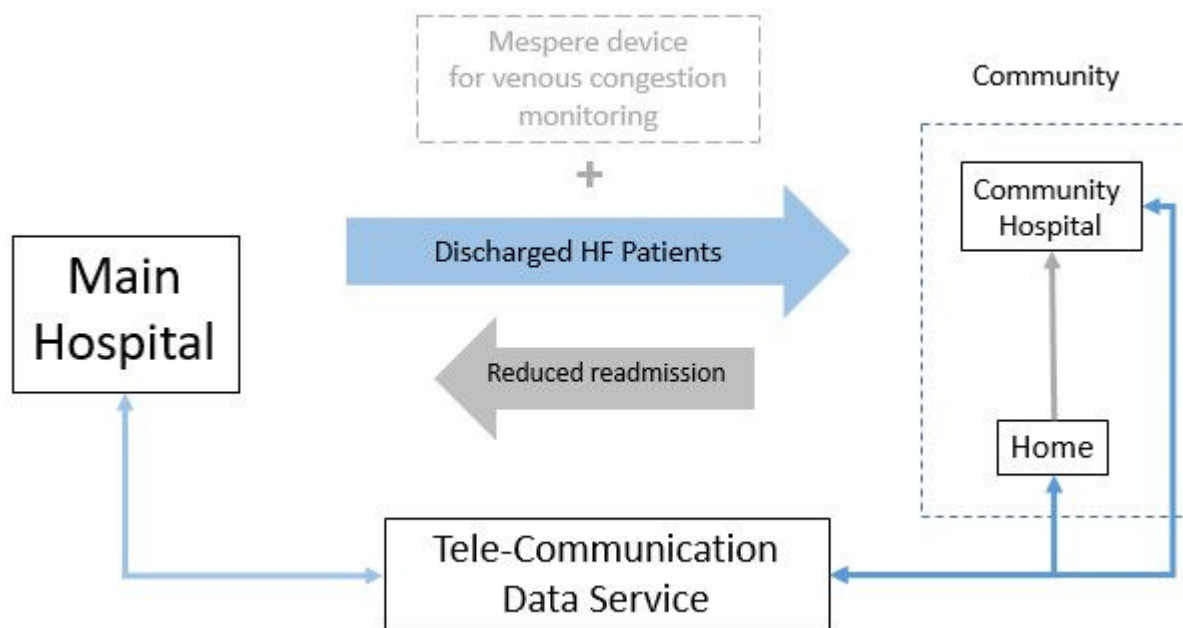 Mespere device
for venous congestion
monitoring
+
Community
Community
Hospital
Discharged HF Patients
Main
Hospital
Reduced readmission
Home
Tele-Communication
Data Service